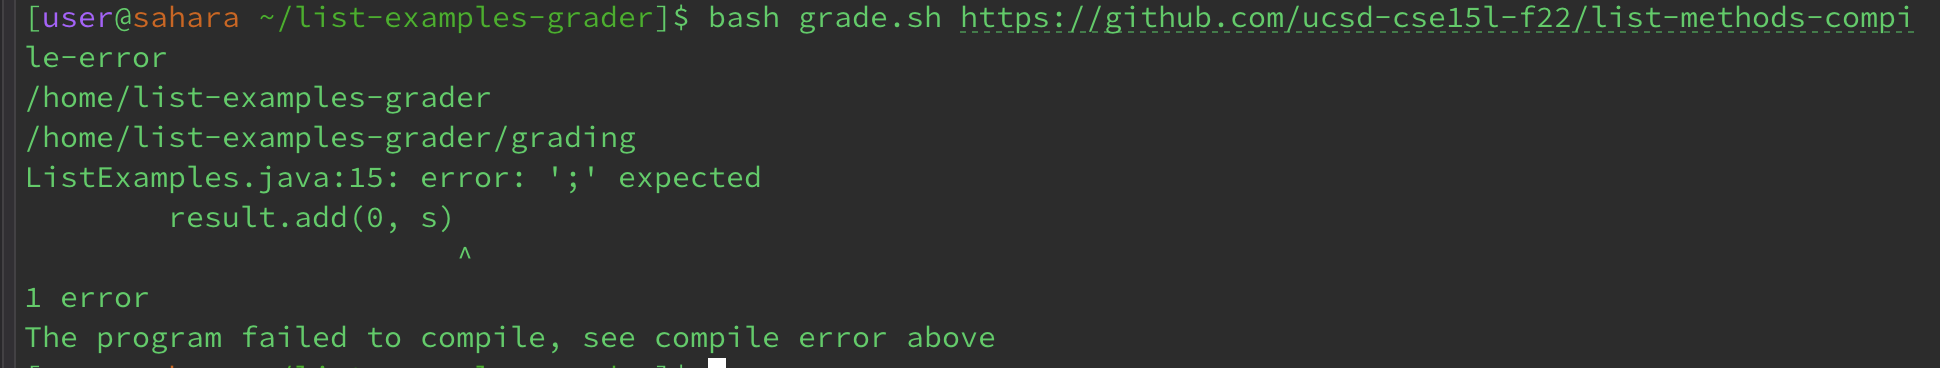 [user@sahara ~/list-examples-grader]$ bash grade.sh https://github.com/ucsd-cse15l-f22/list-methods-compi
le-error
/home/list-examples-grader
/home/list-examples-grader/grading
ListExamples.java:15: error: ';' expected
        result.add(0, s)
                        ^
1 error
The program failed to compile, see compile error above